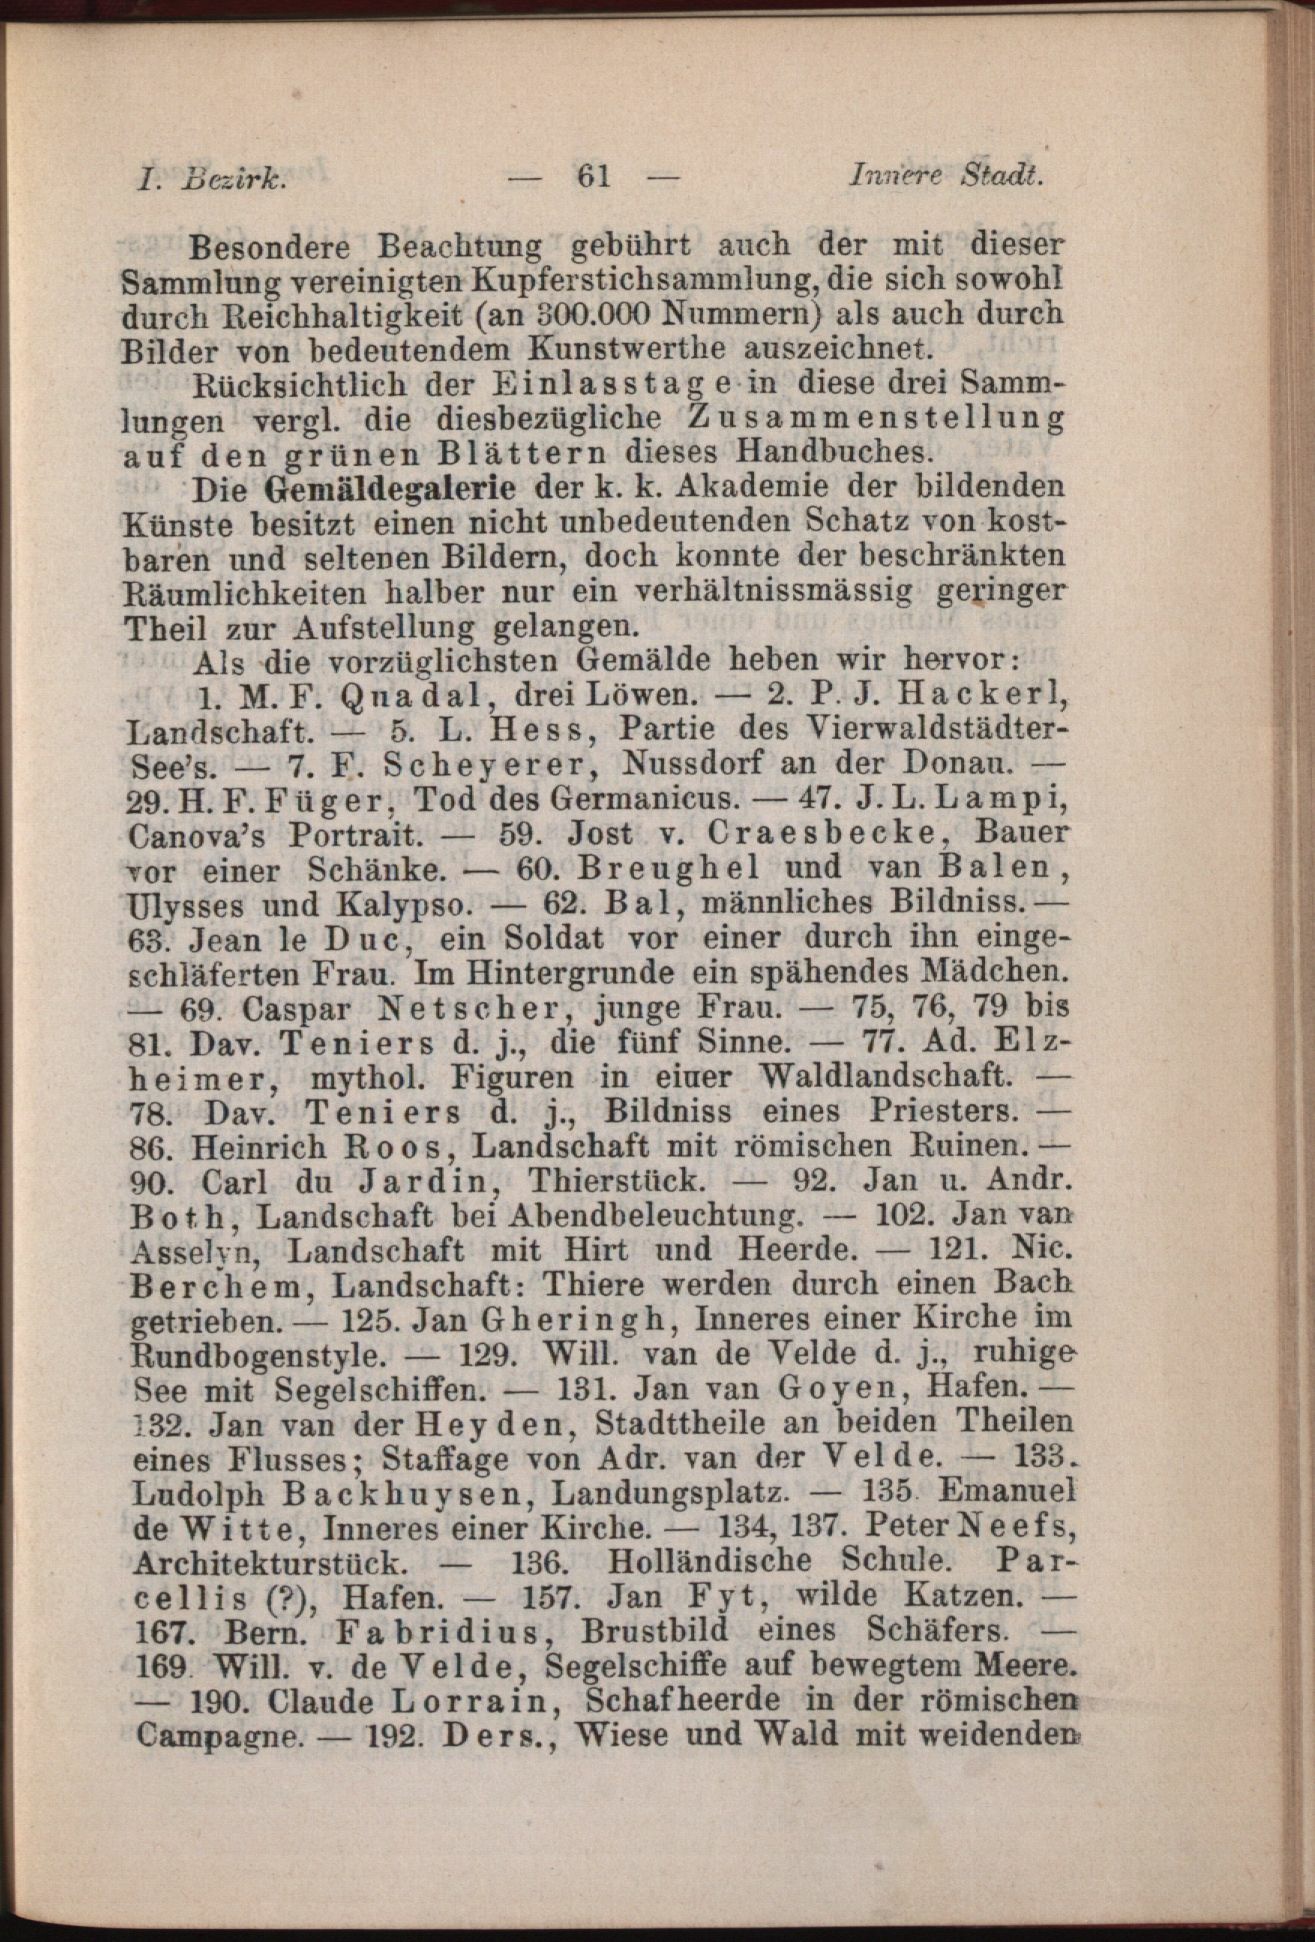 I. Bezirk. — 61 — Innere Stadt.
Besondere Beachtung gebührt auch der mit dieser
Sammlung vereinigten Kupferstichsammlung, die sich sowohl
durch Reichhaltigkeit (an 300.000 Nummern) als auch durch
Bilder von bedeutendem Kunstwerthe auszeichnet.
Rücksichtlich der Einlasstage in diese drei Samm-
lungen vergl. die diesbezügliche Zusammenstellung
auf den grünen Blättern dieses Handbuches.
Die Gemäldegalerie der k. k. Akademie der bildenden
Künste besitzt einen nicht unbedeutenden Schatz von kost-
baren und seltenen Bildern, doch konnte der beschränkten
Räumlichkeiten halber nur ein verhältnissmässig geringer
Theil zur Aufstellung gelangen.
Als die vorzüglichsten Gemälde heben wir hervor:
1. M. F. Quadal, drei Löwen. — 2. P. J. Hackerl,
Landschaft. — 5. L. Hess, Partie des Vierwaldstädter-
See's. — 7. F. Scheyerer, Nussdorf an der Donau. —
29. H. F. Füger, Tod des Germanicus. — 47. J. L. Lampi,
Canova's Portrait. — 59. Jost v. Craesbecke, Bauer
vor einer Schänke. — 60. Breughel und van Balen,
Ulysses und Kalypso. — 62. Bal, männliches Bildniss. —
63. Jean le Duc, ein Soldat vor einer durch ihn einge-
schläferten Frau. Im Hintergrunde ein spähendes Mädchen.
— 69. Caspar Netscher, junge Frau. — 75, 76, 79 bis
81. Dav. Teniers d. j., die fünf Sinne. — 77. Ad. Elz-
heimer, mythol. Figuren in einer Waldlandschaft. —
78. Dav. Teniers d. j., Bildniss eines Priesters. —
86. Heinrich Roos, Landschaft mit römischen Ruinen. —
90. Carl du Jardin, Thierstück. — 92. Jan u. Andr.
Both, Landschaft bei Abendbeleuchtung. — 102. Jan van
Asselyn, Landschaft mit Hirt und Heerde. — 121. Nic.
Berchem, Landschaft: Thiere werden durch einen Bach
getrieben. — 125. Jan Gheringh, Inneres einer Kirche im
Rundbogenstyle. — 129. Will. van de Velde d. j., ruhige
See mit Segelschiffen. — 131. Jan van Goyen, Hafen. —
132. Jan van der Heyden, Stadttheile an beiden Theilen
eines Flusses; Staffage von Adr. van der Velde. — 133.
Ludolph Backhuysen, Landungsplatz. — 135. Emanuel
de Witte, Inneres einer Kirche. — 134, 137. Peter Neefs,
Architekturstück. — 136. Holländische Schule. Par-
cellis (?), Hafen. — 157. Jan Fyt, wilde Katzen. —
167. Bern. Fabridius, Brustbild eines Schäfers. —
169. Will. v. de Velde, Segelschiffe auf bewegtem Meere.
— 190. Claude Lorrain, Schafheerde in der römischen
Campagne. — 192. Ders., Wiese und Wald mit weidenden